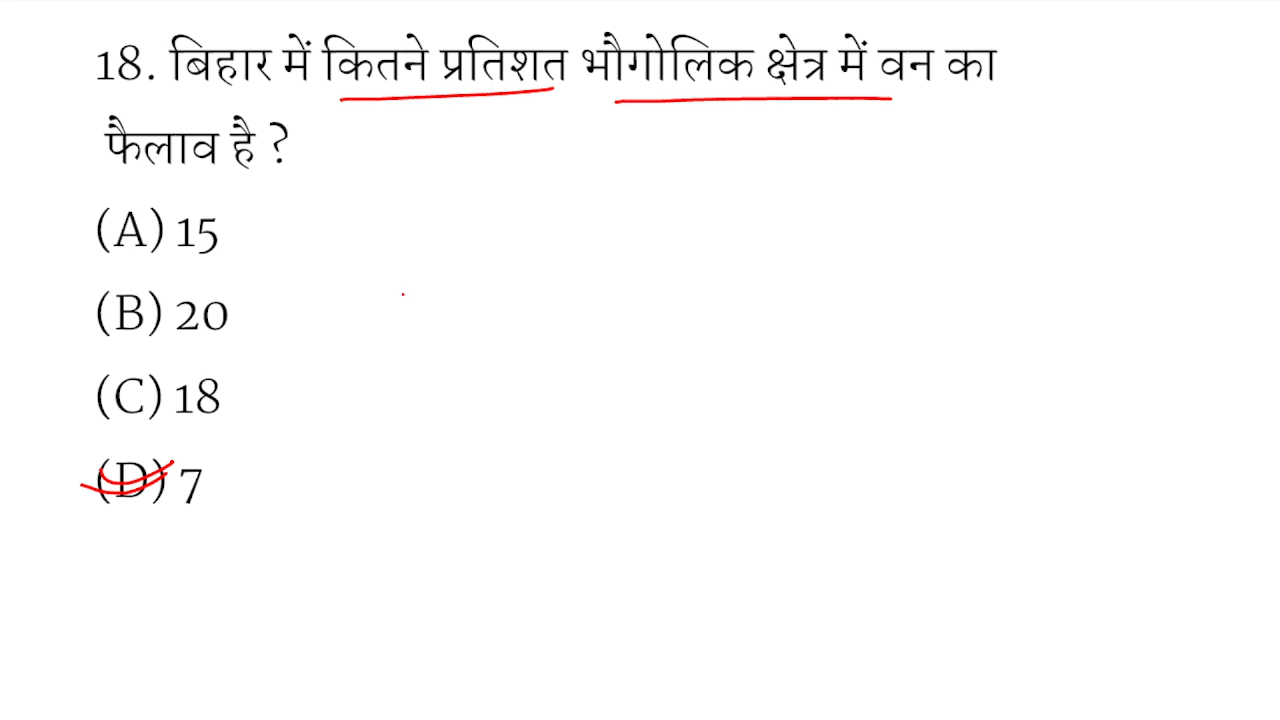 18. बिहार में कितने प्रतिशत भौगोलिक क्षेत्र में वन का
फैलाव है ?
(A) 15
(B) 20
(C) 18
(D) 7